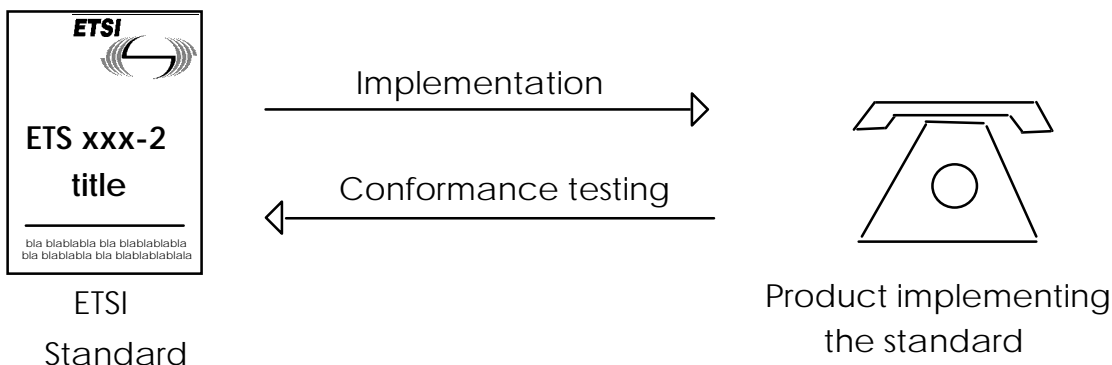 ETSI
ETS xxx-2
title
bla blablabla bla blablablabla
bla blablabla bla blablablablala
ETSI
Standard
Implementation
Conformance testing
Product implementing
the standard